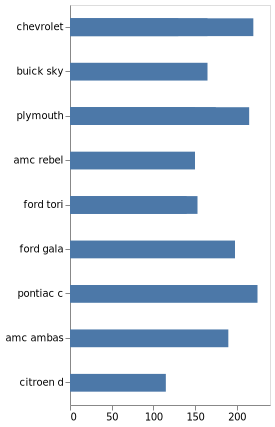 chevrolet
buick sky
plymouth
amc rebel
ford tori
ford gala
pontiac c
amc ambas
citroen d
0 50 100 150 200